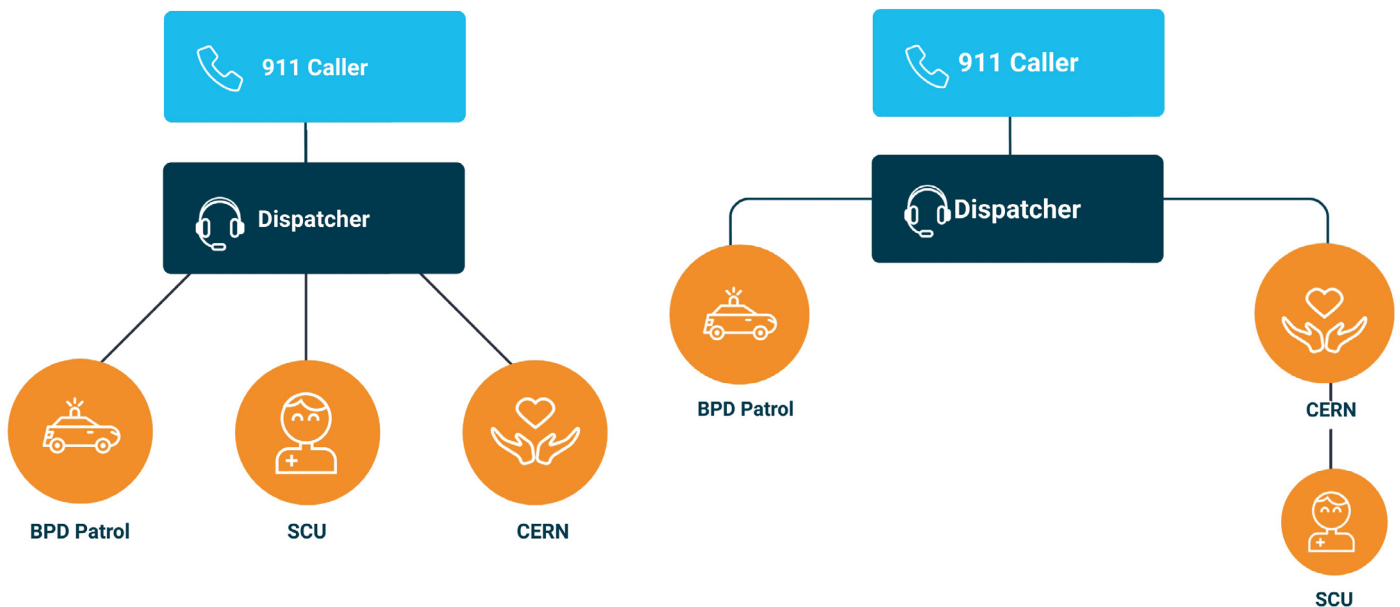 911 Caller
Dispatcher
BPD Patrol
SCU
CERN
911 Caller
Dispatcher
BPD Patrol
CERN
SCU